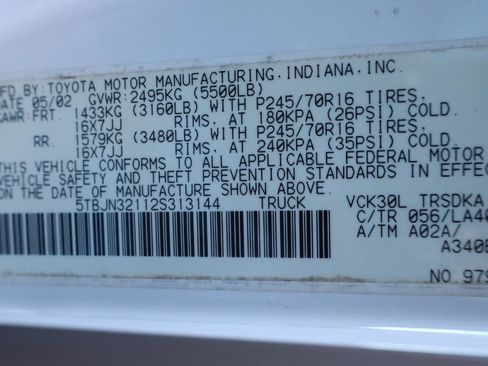 MFD BY:TOYOTA MOTOR MANUFACTURING,INDIANA,INC.
DATE 05/02 GVWR:2495KG (5500LB)
GAWR:FRT. 1433KG (3160LB) WITH P245/70R16 TIRES.
16X7JJ RIMS. AT 180KPA (26PSI) COLD.
RR. 1579KG (3480LB) WITH P245/70R16 TIRES.
16X7JJ RIMS. AT 240KPA (35PSI) COLD.
THIS VEHICLE CONFORMS TO ALL APPLICABLE FEDERAL MOTOR
VEHICLE SAFETY AND THEFT PREVENTION STANDARDS IN EFFEC
ON THE DATE OF MANUFACTURE SHOWN ABOVE.
5TBJN32112S313144 TRUCK VCK30L TRSDKA
C/TR 056/LA40
A/TM A02A/
A340E
NO 979